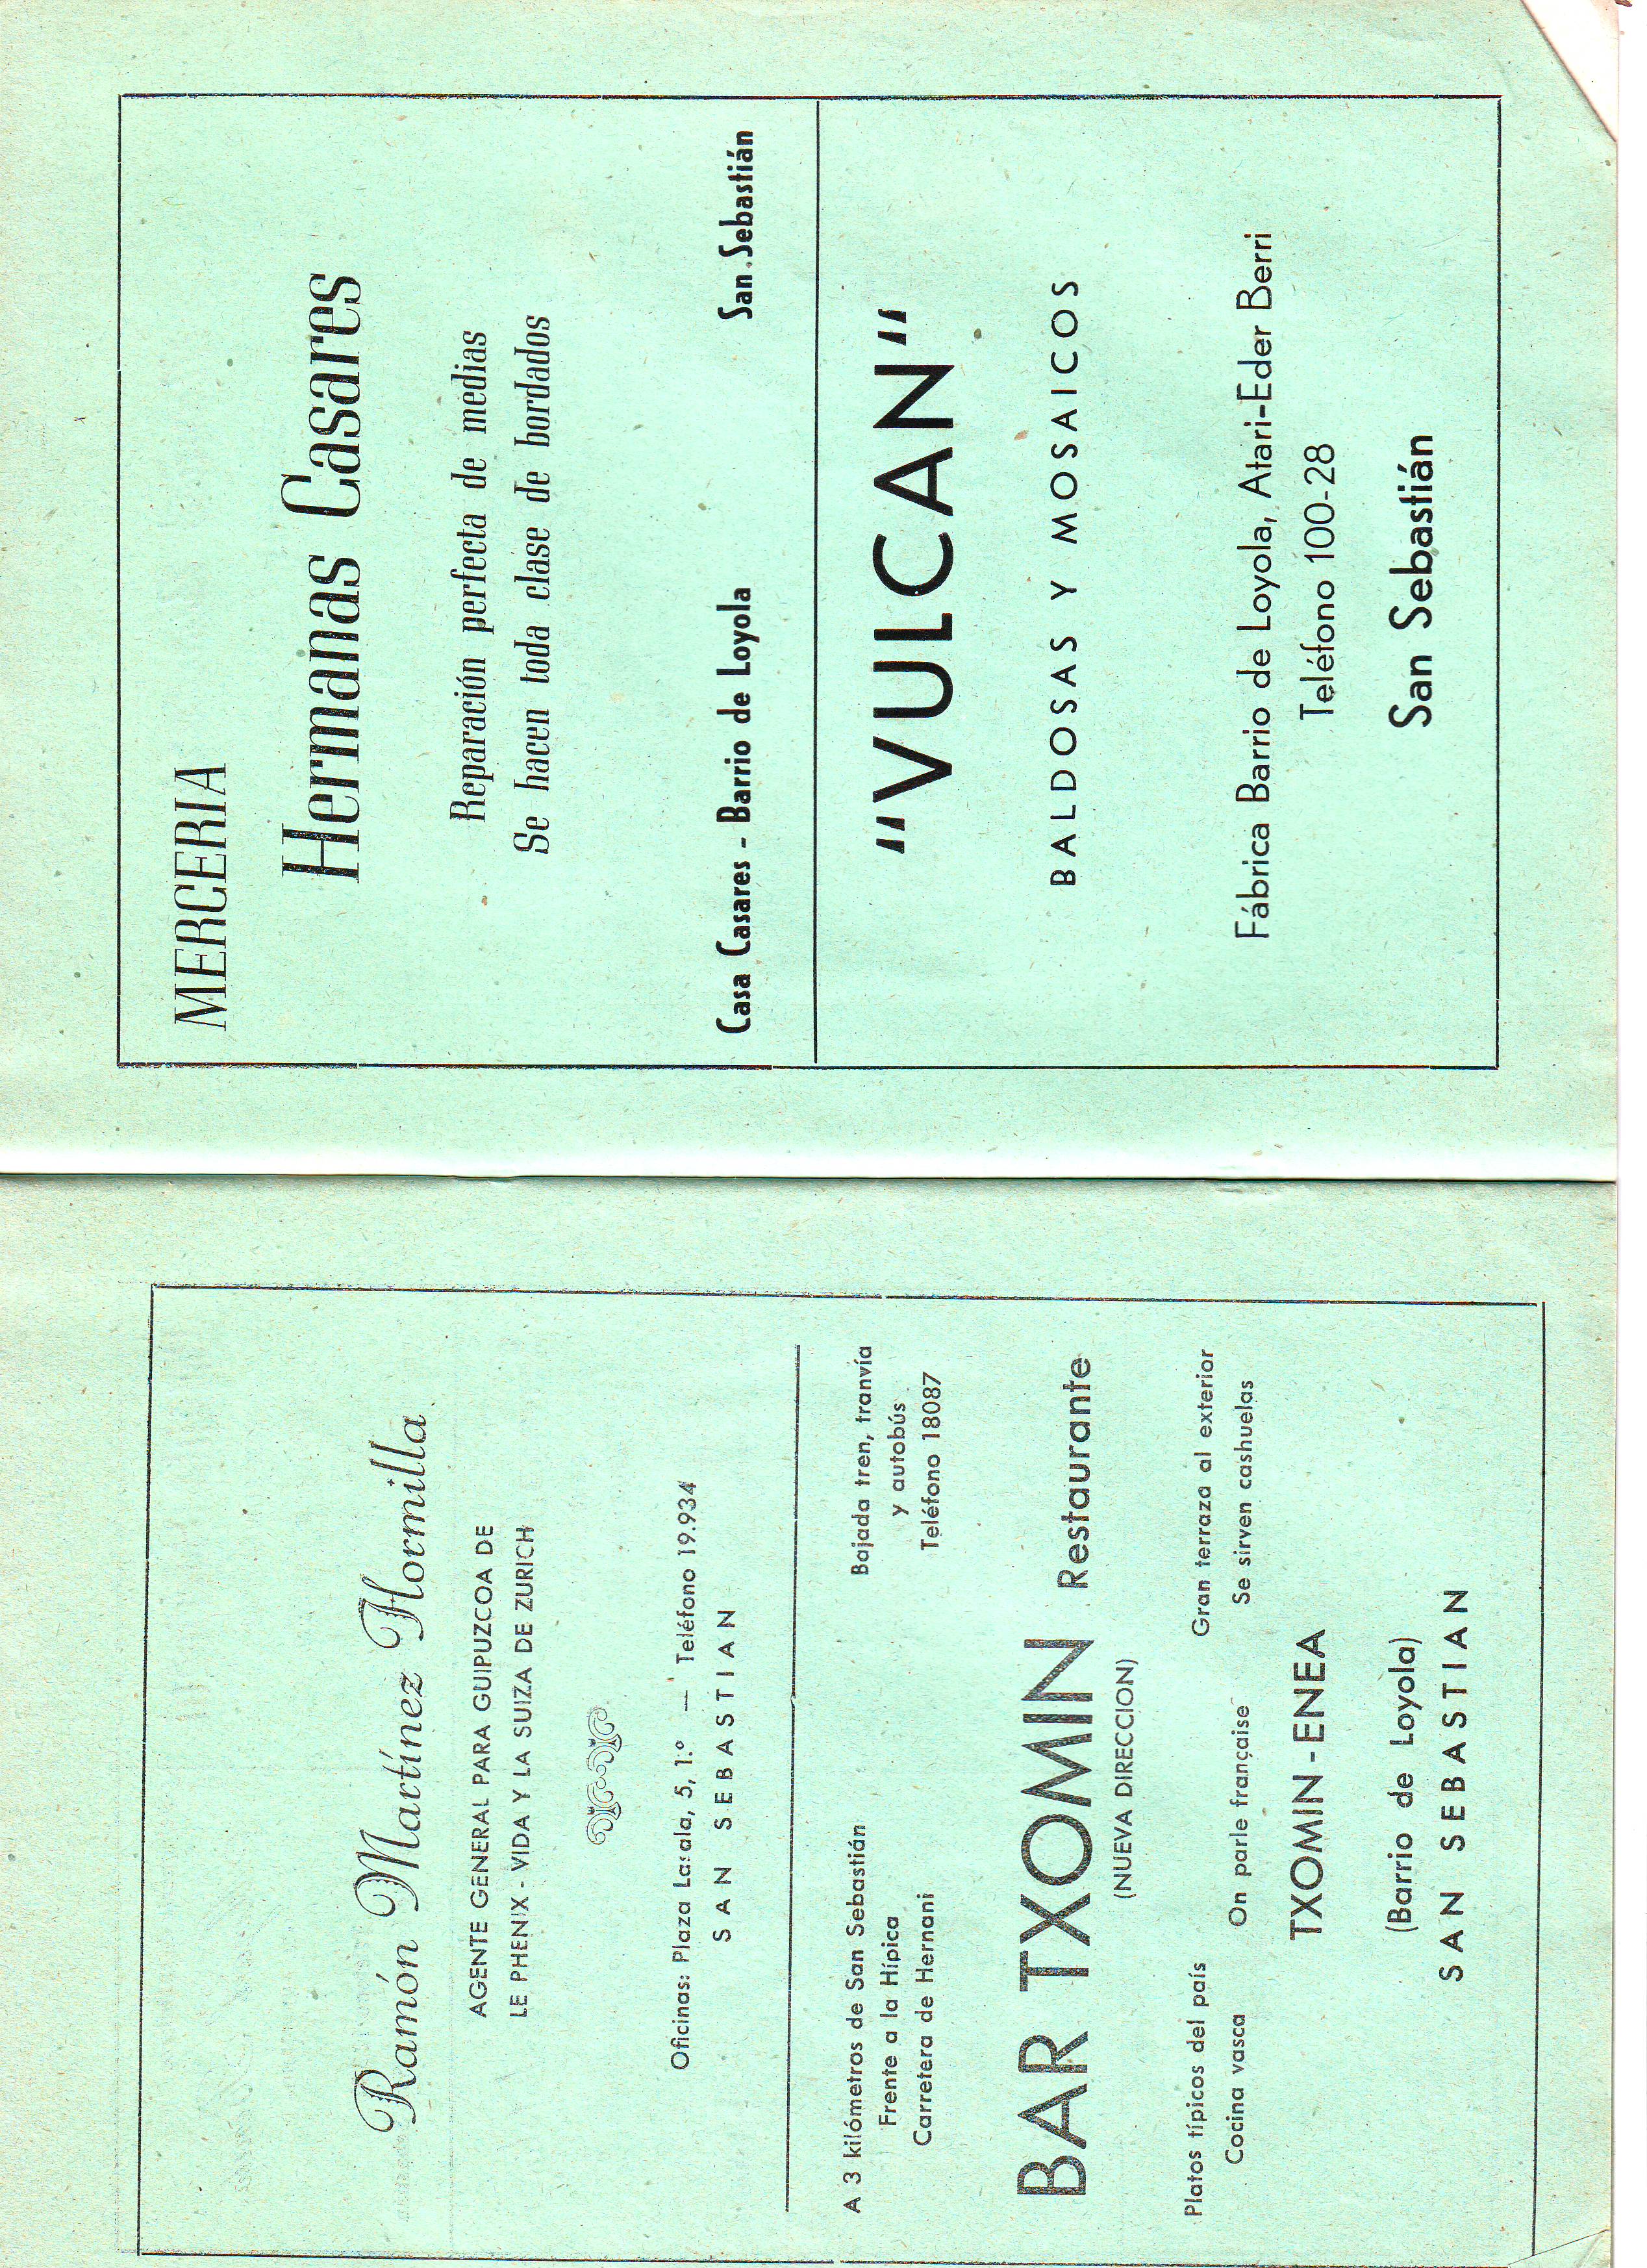 Ramón Martínez Hormilla
AGENTE GENERAL PARA GUIPUZCOA DE
LE PHENIX - VIDA Y LA SUIZA DE ZURICH
Oficinas: Plaza Lasala, 5, 1.º — Teléfono 19.934
SAN SEBASTIAN
A 3 kilómetros de San Sebastián
Frente a la Hípica
Carretera de Hernani
Bajada tren, tranvía
y autobús
Teléfono 18087
BAR TXOMIN Restaurante
(NUEVA DIRECCION)
Platos típicos del país
Cocina vasca
On parle française
Gran terraza al exterior
Se sirven cashuelas
TXOMIN-ENEA
(Barrio de Loyola)
SAN SEBASTIAN
MERCERIA
Hermanas Casares
Reparación perfecta de medias
Se hacen toda clase de bordados
Casa Casares - Barrio de Loyola San Sebastián
"VULCAN"
BALDOSAS Y MOSAICOS
Fábrica Barrio de Loyola, Atari-Eder Berri
Teléfono 100-28
San Sebastián